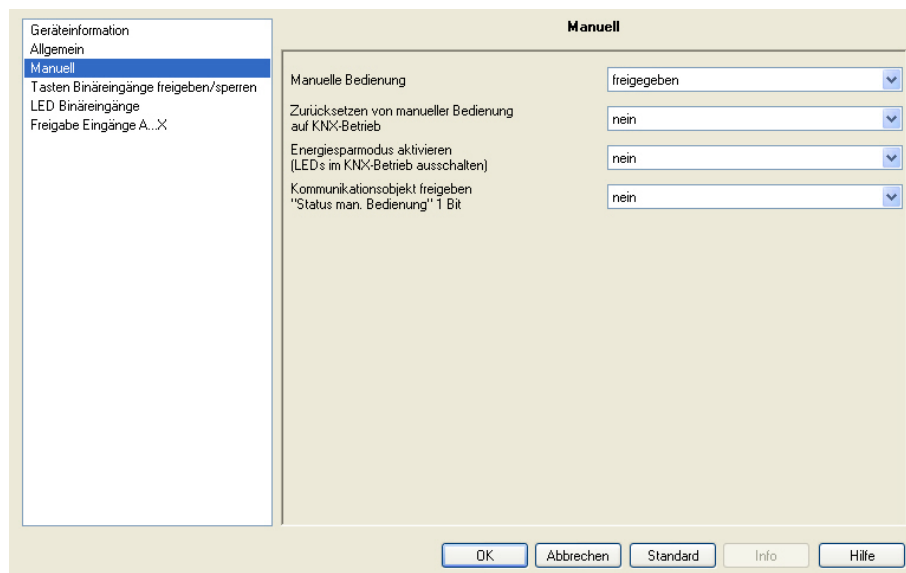 Geräteinformation
Allgemein
Manuell
Tasten Binäreingänge freigeben/sperren
LED Binäreingänge
Freigabe Eingänge A...X
Manuell
Manuelle Bedienung
freigegeben
Zurücksetzen von manueller Bedienung
auf KNX-Betrieb
nein
Energiesparmodus aktivieren
(LEDs im KNX-Betrieb ausschalten)
nein
Kommunikationsobjekt freigeben
"Status man. Bedienung" 1 Bit
nein
OK
Abbrechen
Standard
Info
Hilfe